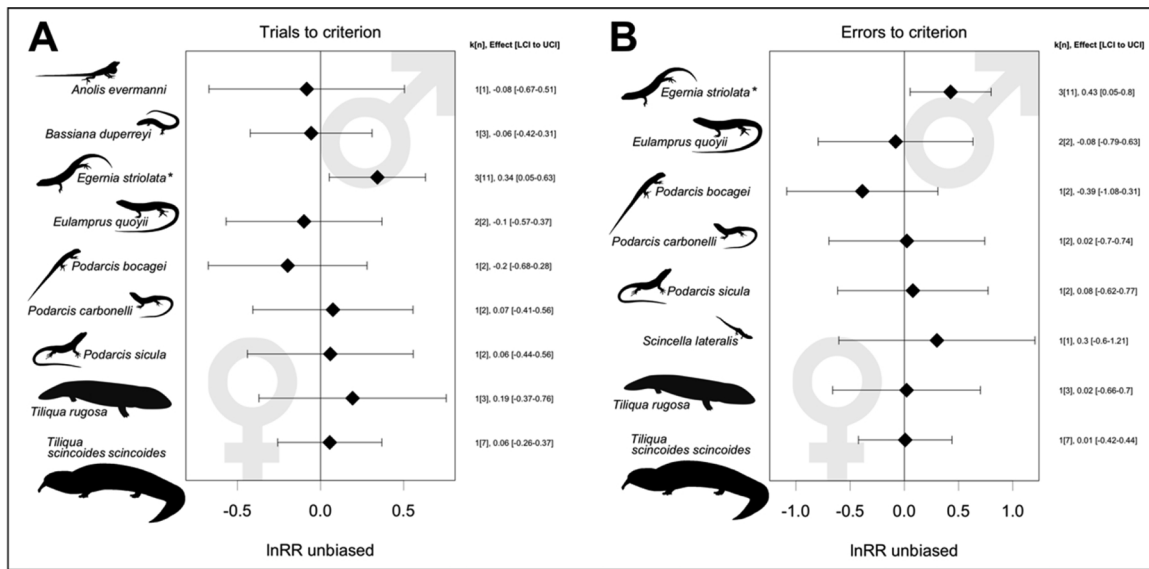 A
Trials to criterion
k[n], Effect [LCI to UCI]
Anolis evermanni
1[1], -0.08 [-0.67-0.51]
Bassiana duperreyi
1[3], -0.06 [-0.42-0.31]
Egernia striolata*
3[11], 0.34 [0.05-0.63]
Eulamprus quoyii
2[2], -0.1 [-0.57-0.37]
Podarcis bocagei
1[2], -0.2 [-0.68-0.28]
Podarcis carbonelli
1[2], 0.07 [-0.41-0.56]
Podarcis sicula
1[2], 0.06 [-0.44-0.56]
Tiliqua rugosa
1[3], 0.19 [-0.37-0.76]
Tiliqua
scincoides scincoides
1[7], 0.06 [-0.26-0.37]
-0.5 0.0 0.5
lnRR unbiased
B
Errors to criterion
k[n], Effect [LCI to UCI]
Egernia striolata*
3[11], 0.43 [0.05-0.8]
Eulamprus quoyii
2[2], -0.08 [-0.79-0.63]
Podarcis bocagei
1[2], -0.39 [-1.08-0.31]
Podarcis carbonelli
1[2], 0.02 [-0.7-0.74]
Podarcis sicula
1[2], 0.08 [-0.62-0.77]
Scincella lateralis
1[1], 0.3 [-0.6-1.21]
Tiliqua rugosa
1[3], 0.02 [-0.66-0.7]
Tiliqua
scincoides scincoides
1[7], 0.01 [-0.42-0.44]
-1.0 -0.5 0.0 0.5 1.0
lnRR unbiased